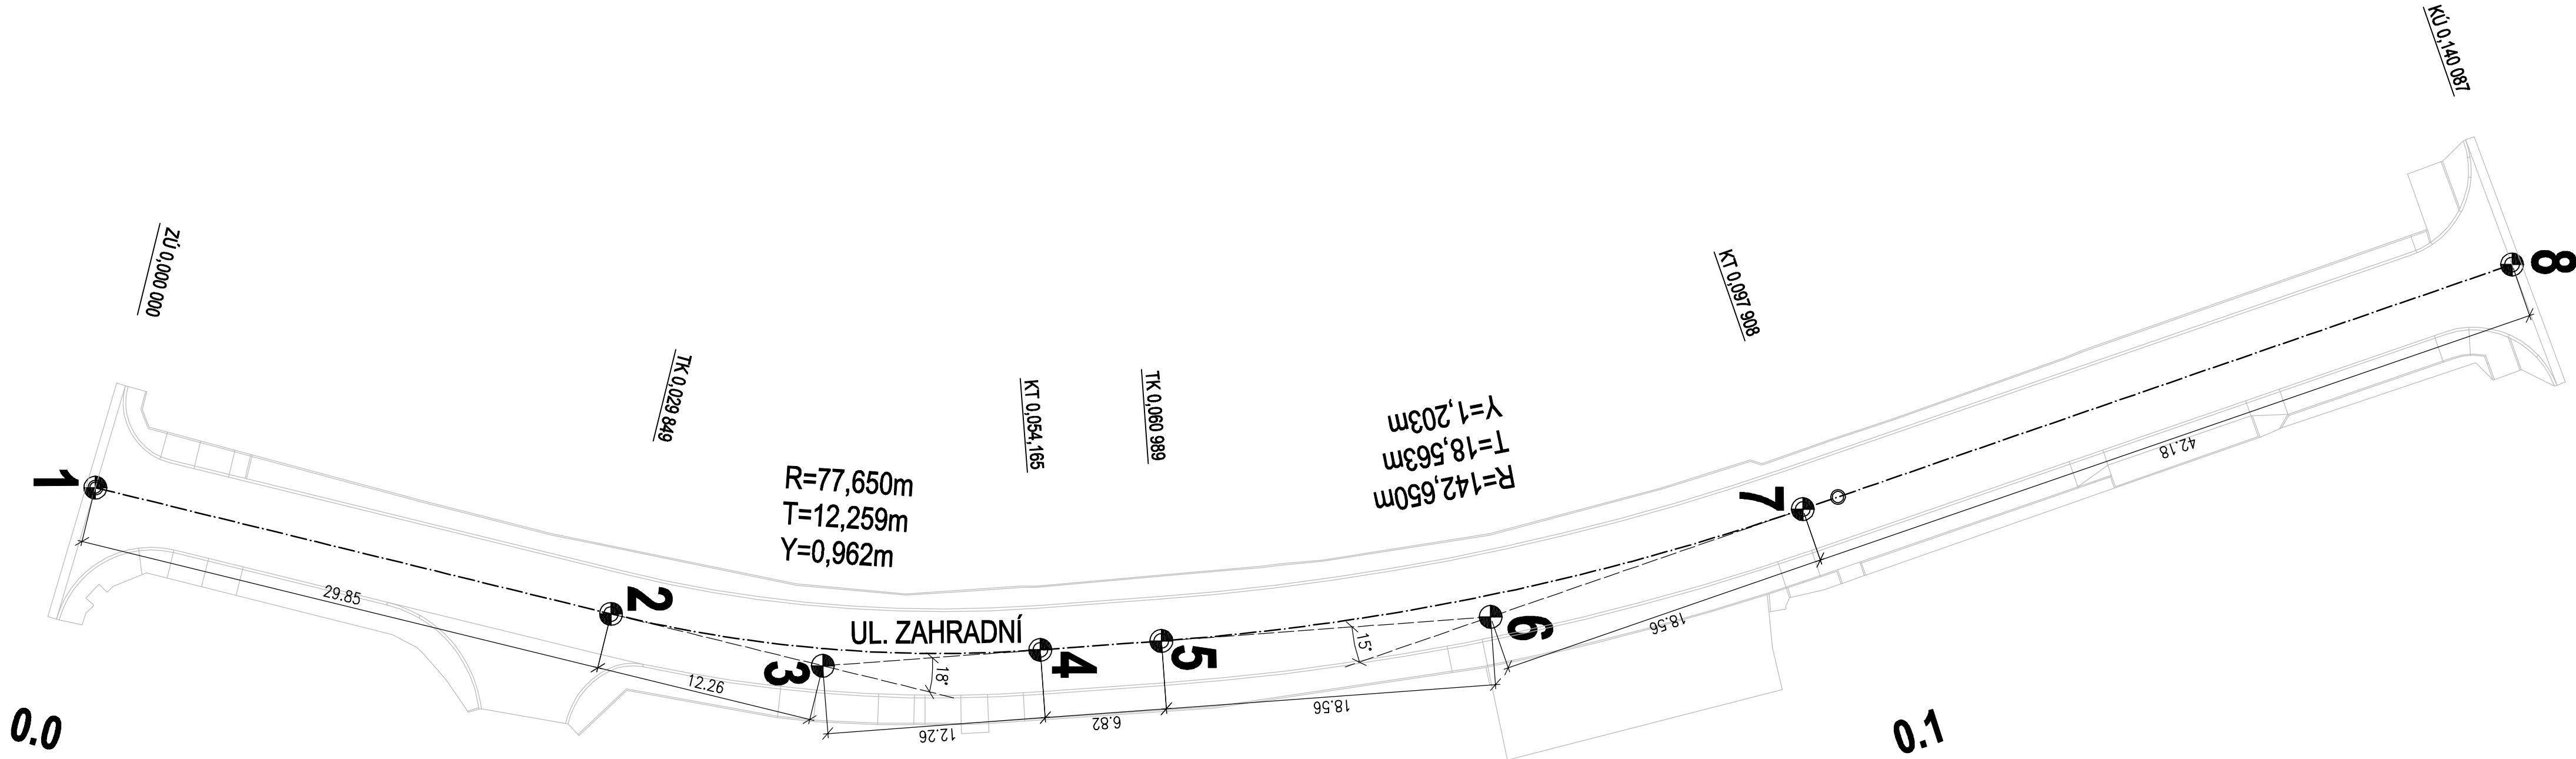 KÚ 0,140 087
ZÚ 0,000 000
KT 0,097 908
8
TK 0,029 849
KT 0,054,165
TK 0,060 989
R=142,650m
T=18,563m
Y=1,203m
42.18
1
R=77,650m
T=12,259m
Y=0,962m
7
29.85
2
UL. ZAHRADNÍ
18.56
6
15°
3
4
5
18°
12.26
12.26
6.82
18.56
0.0
0.1